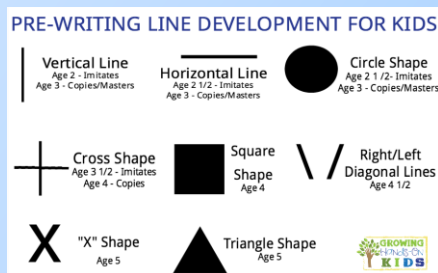 PRE-WRITING LINE DEVELOPMENT FOR KIDS
Vertical Line
Age 2 - Imitates
Age 3 - Copies/Masters
Horizontal Line
Age 2 1/2 - Imitates
Age 3 - Copies/Masters
Circle Shape
Age 2 1/2- Imitates
Age 3 - Copies/Masters
Cross Shape
Age 3 1/2 - Imitates
Age 4 - Copies
Square
Shape
Age 4
Right/Left
Diagonal Lines
Age 4 1/2
"X" Shape
Age 5
Triangle Shape
Age 5
GROWING
Hands-On
KIDS